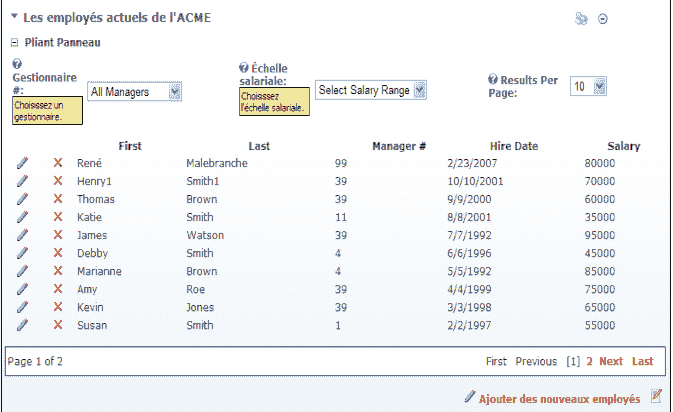 Les employés actuels de l'ACME
Pliant Panneau
Gestionnaire #:
All Managers
Choisssez un gestionnaire.
Échelle salariale:
Select Salary Range
Choisssez l'échelle salariale.
Results Per Page:
10
First Last Manager # Hire Date Salary
René Malebranche 99 2/23/2007 80000
Henry1 Smith1 39 10/10/2001 70000
Thomas Brown 39 9/9/2000 60000
Katie Smith 11 8/8/2001 35000
James Watson 39 7/7/1992 95000
Debby Smith 4 6/6/1996 45000
Marianne Brown 4 5/5/1992 85000
Amy Roe 39 4/4/1999 75000
Kevin Jones 39 3/3/1998 65000
Susan Smith 1 2/2/1997 55000
Page 1 of 2 First Previous [1] 2 Next Last
Ajouter des nouveaux employés